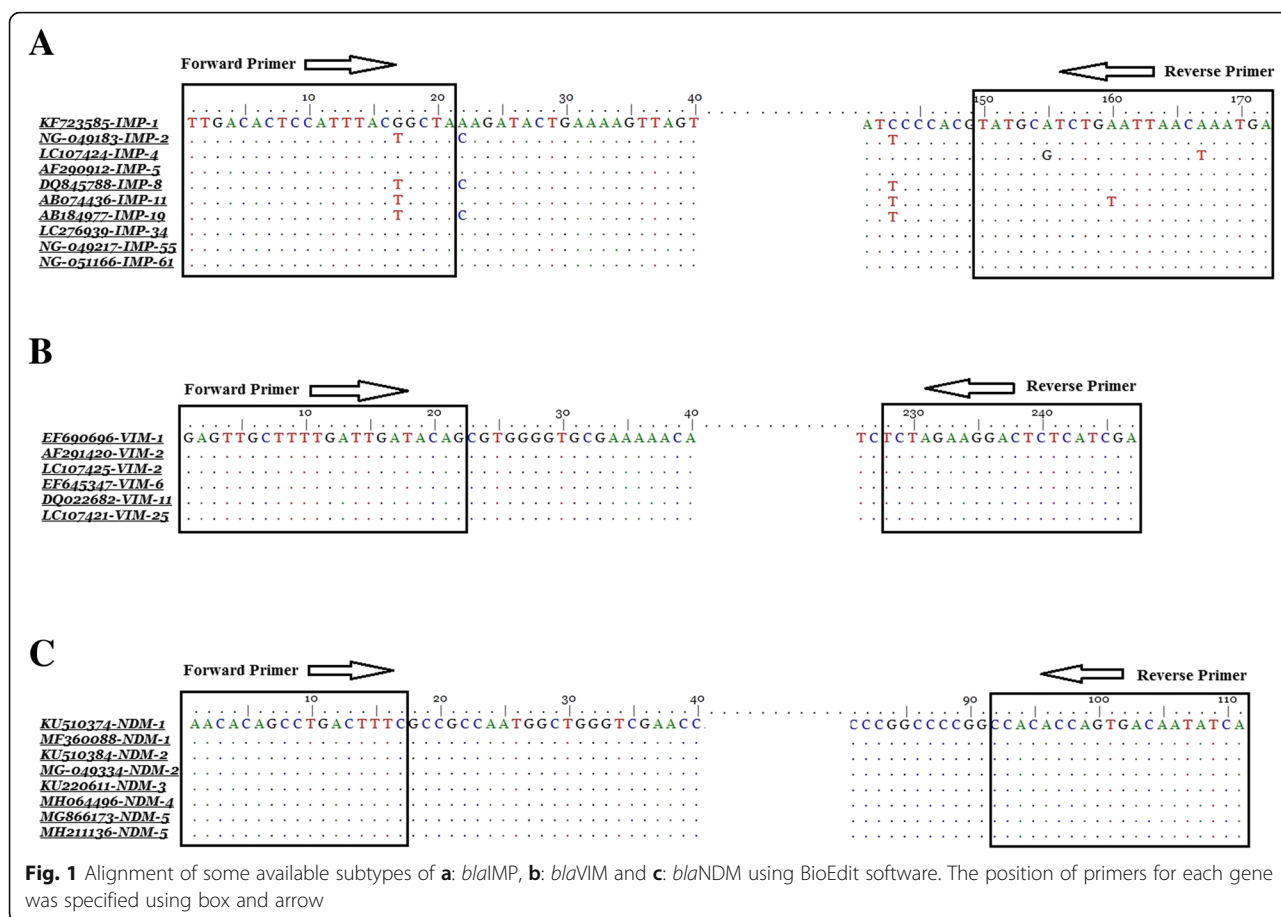 A
Forward Primer
Reverse Primer
10 20 30 40 150 160 170
KF723585-IMP-1 TTGACACTCCATTTACGGCTAAAGATACTGAAAAGTTAGT ATCCCCACGTATGCATCTGAATTAACAAATGA
NG-049183-IMP-2 T C T
LC107424-IMP-4 G T
AF290912-IMP-5
DQ845788-IMP-8 T C T
AB074436-IMP-11 T T T
AB184977-IMP-19 T C T
LC276939-IMP-34
NG-049217-IMP-55
NG-051166-IMP-61
B
Forward Primer
Reverse Primer
10 20 30 40 230 240
EF690696-VIM-1 GAGTTGCTTTTGATTGATACAGCGTGGGGTGCGAAAAACA TCTCTAGAAGGACTCTCATCGA
AF291420-VIM-2
LC107425-VIM-2
EF645347-VIM-6
DQ022682-VIM-11
LC107421-VIM-25
C
Forward Primer
Reverse Primer
10 20 30 40 90 100 110
KU510374-NDM-1 AACACAGCCTGACTTTCGCCGCCAATGGCTGGGTCGAACC CCCGGCCCCGGCCACACCAGTGACAATATCA
MF360088-NDM-1
KU510384-NDM-2
MG-049334-NDM-2
KU220611-NDM-3
MH064496-NDM-4
MG866173-NDM-5
MH211136-NDM-5
Fig. 1 Alignment of some available subtypes of a: blaIMP, b: blaVIM and c: blaNDM using BioEdit software. The position of primers for each gene
was specified using box and arrow